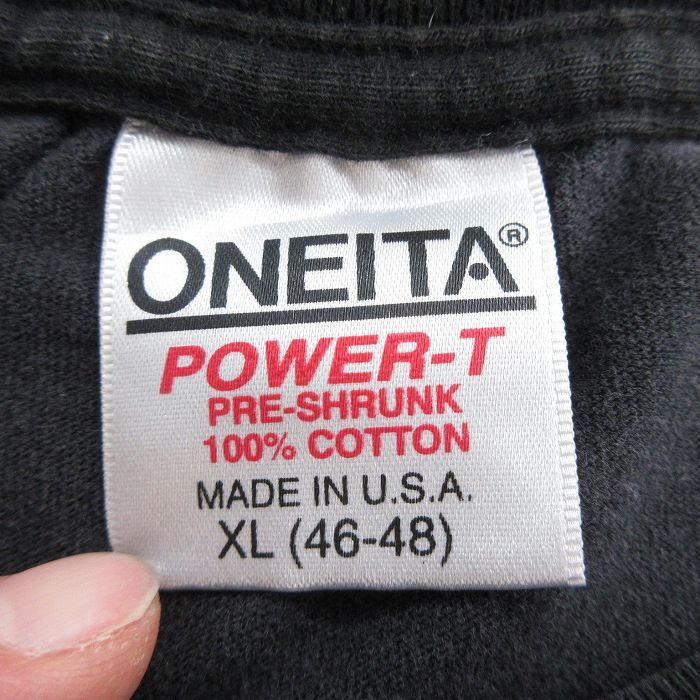 ONEITA®
POWER-T
PRE-SHRUNK
100% COTTON
MADE IN U.S.A.
XL (46-48)